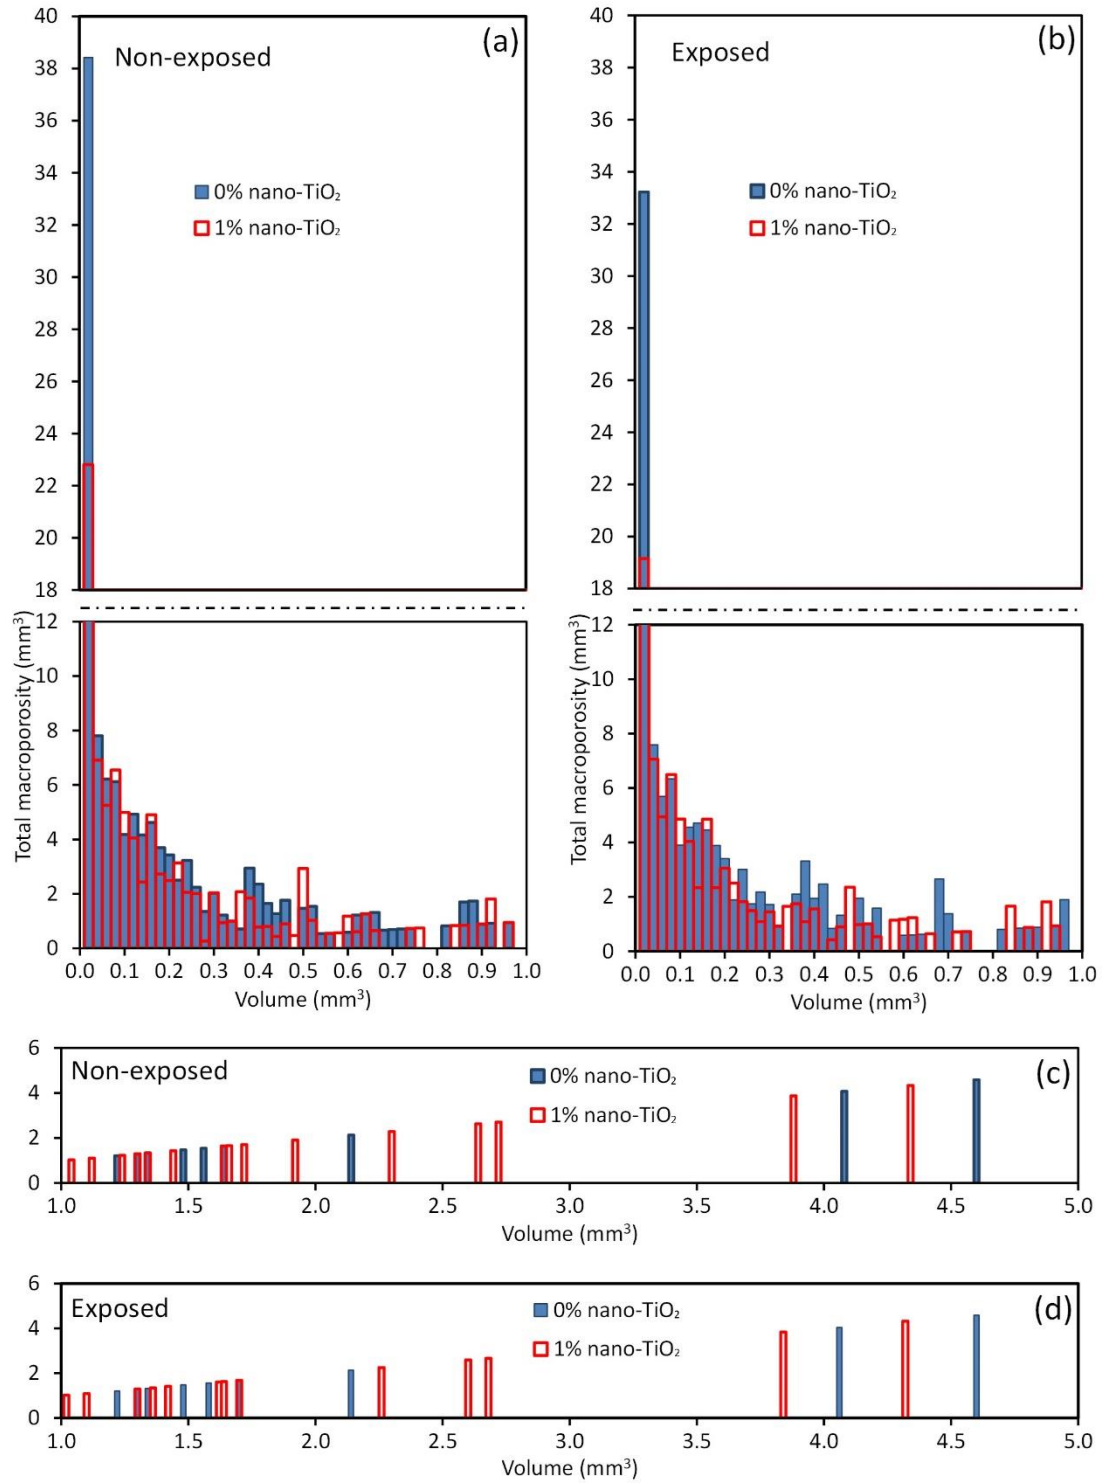 (a)
Non-exposed
0% nano-TiO₂
1% nano-TiO₂
40
38
36
34
32
30
28
26
24
22
20
18
12
10
8
6
4
2
0
Total macroporosity (mm³)
0.0 0.1 0.2 0.3 0.4 0.5 0.6 0.7 0.8 0.9 1.0
Volume (mm³)
(b)
Exposed
0% nano-TiO₂
1% nano-TiO₂
40
38
36
34
32
30
28
26
24
22
20
18
12
10
8
6
4
2
0
Total macroporosity (mm³)
0.0 0.1 0.2 0.3 0.4 0.5 0.6 0.7 0.8 0.9 1.0
Volume (mm³)
(c)
Non-exposed
0% nano-TiO₂
1% nano-TiO₂
6
4
2
0
1.0 1.5 2.0 2.5 3.0 3.5 4.0 4.5 5.0
Volume (mm³)
(d)
Exposed
0% nano-TiO₂
1% nano-TiO₂
6
4
2
0
1.0 1.5 2.0 2.5 3.0 3.5 4.0 4.5 5.0
Volume (mm³)